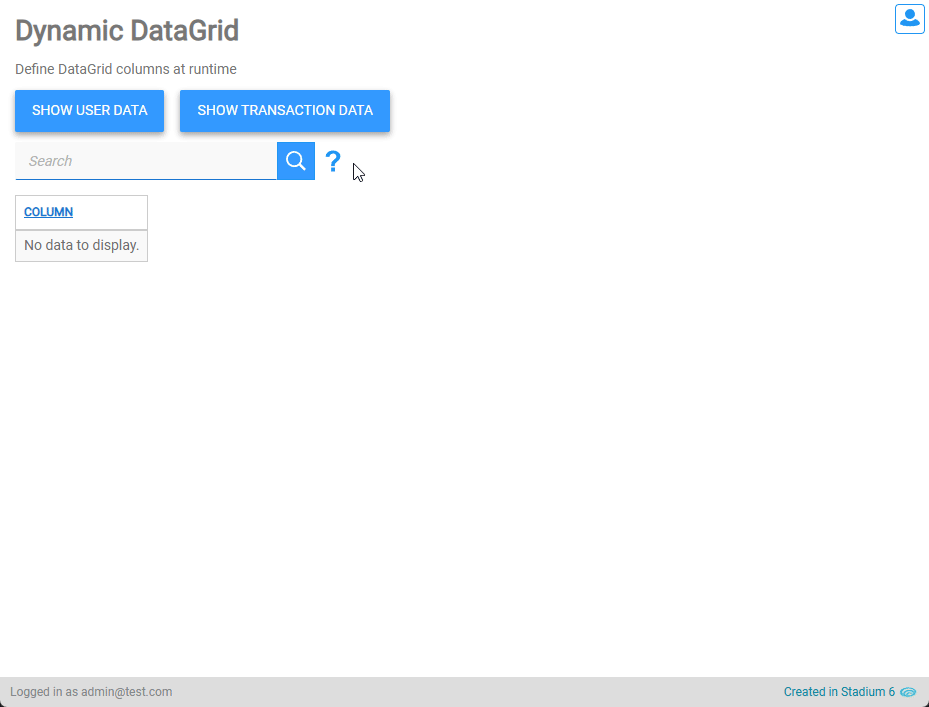 Dynamic DataGrid
Define DataGrid columns at runtime
SHOW USER DATA SHOW TRANSACTION DATA
Search ?
COLUMN
No data to display.
Logged in as admin@test.com Created in Stadium 6